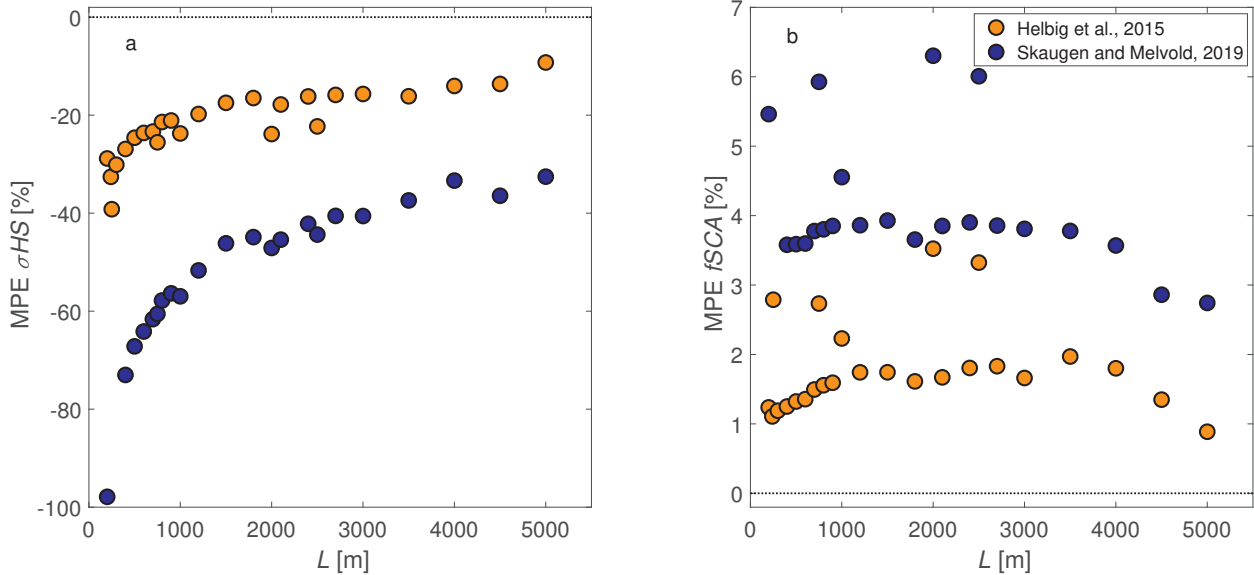 a
0
-20
-40
-60
-80
-100
MPE σHS [%]
0 1000 2000 3000 4000 5000
L [m]
b
Helbig et al., 2015
Skaugen and Melvold, 2019
7
6
5
4
3
2
1
0
MPE fSCA [%]
0 1000 2000 3000 4000 5000
L [m]